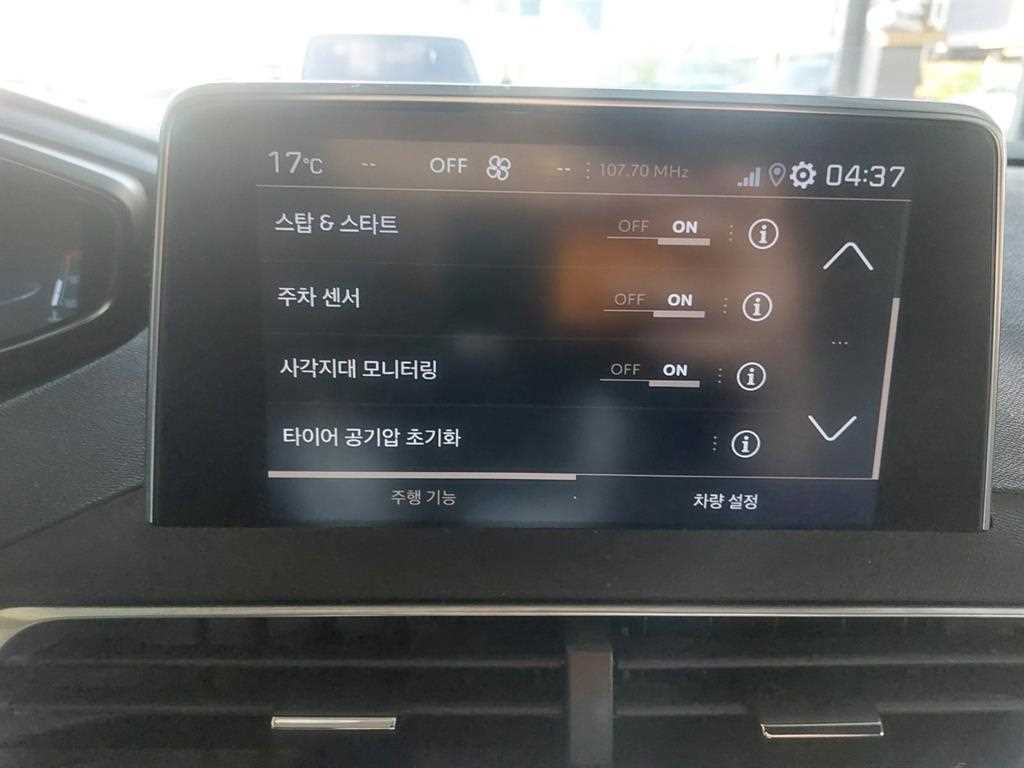 17°C -- OFF -- 107.70 MHz 04:37
스탑 & 스타트 OFF ON i
주차 센서 OFF ON i
사각지대 모니터링 OFF ON i
타이어 공기압 초기화 i
주행 기능 차량 설정